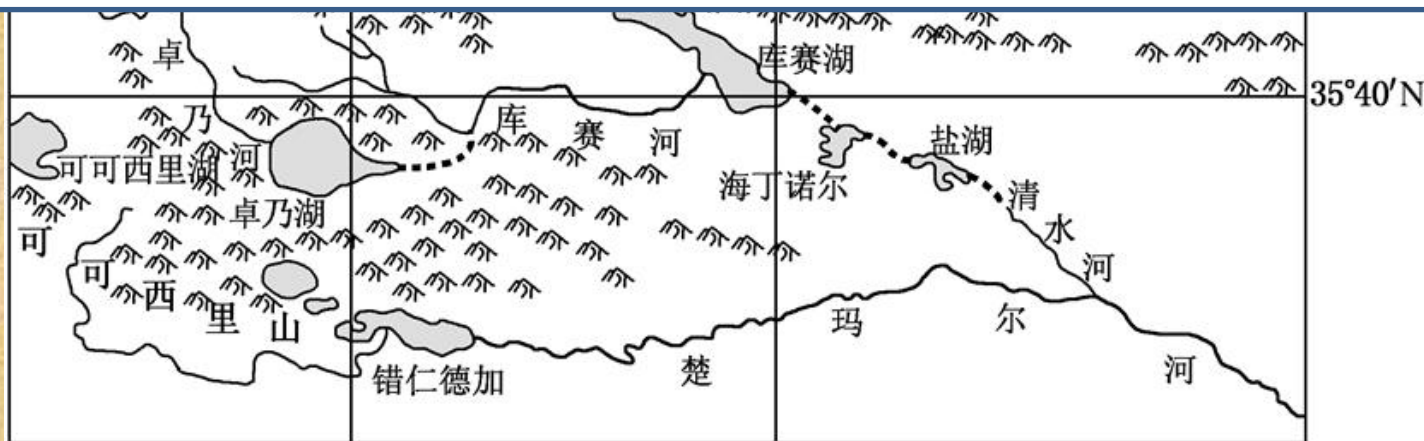 卓乃河
库赛湖
35°40′N
库赛河
盐湖
可可西里湖
海丁诺尔
清水河
卓乃湖
可可西里山
楚玛尔河
错仁德加